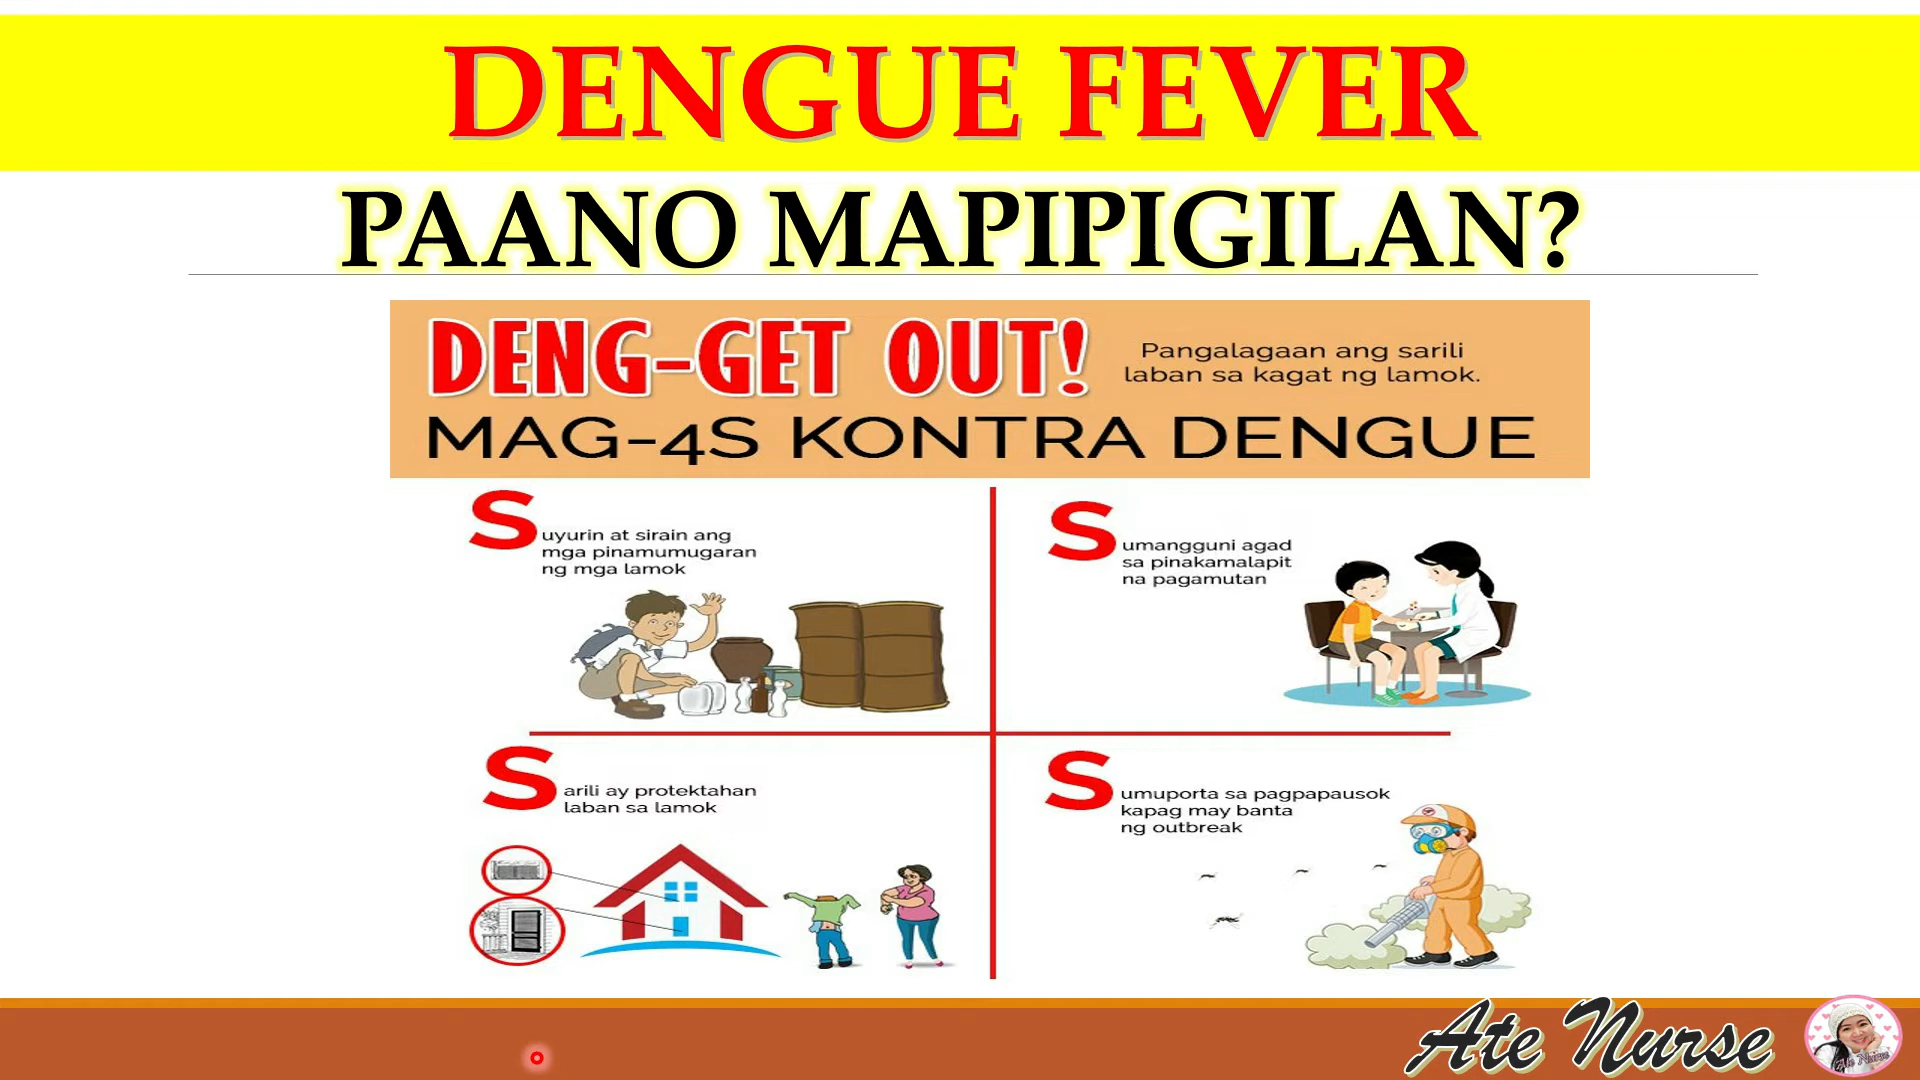 DENGUE FEVER
PAANO MAPIPIGILAN?
DENG-GET OUT!
Pangalagaan ang sarili
laban sa kagat ng lamok.
MAG-4S KONTRA DENGUE
Suyurin at sirain ang
mga pinamumugaran
ng mga lamok
Sumangguni agad
sa pinakamalapit
na pagamutan
Sarili ay protektahan
laban sa lamok
Sumuporta sa pagpapausok
kapag may banta
ng outbreak
Ate Nurse
Ate Nurse